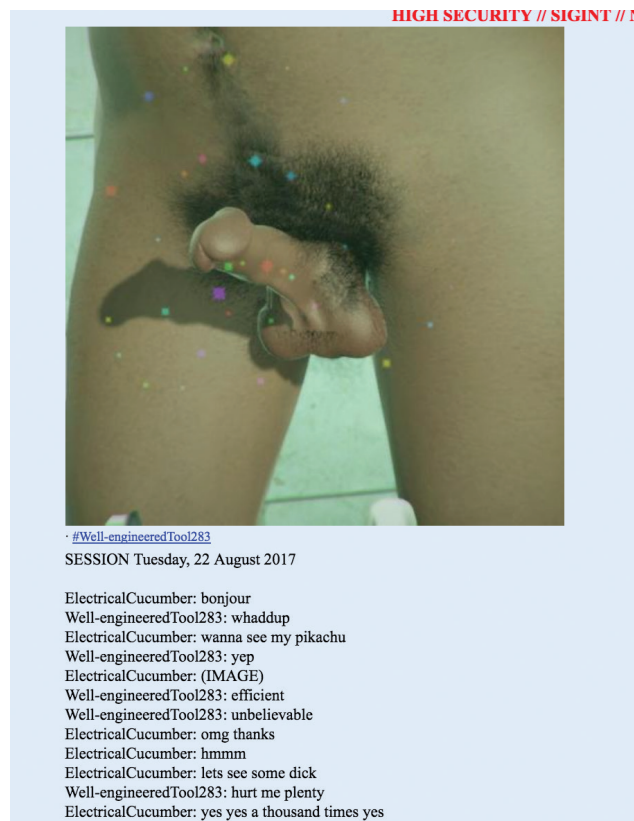 HIGH SECURITY // SIGINT //
· #Well-engineeredTool283
SESSION Tuesday, 22 August 2017
ElectricalCucumber: bonjour
Well-engineeredTool283: whaddup
ElectricalCucumber: wanna see my pikachu
Well-engineeredTool283: yep
ElectricalCucumber: (IMAGE)
Well-engineeredTool283: efficient
Well-engineeredTool283: unbelievable
ElectricalCucumber: omg thanks
ElectricalCucumber: hmmm
ElectricalCucumber: lets see some dick
Well-engineeredTool283: hurt me plenty
ElectricalCucumber: yes yes a thousand times yes